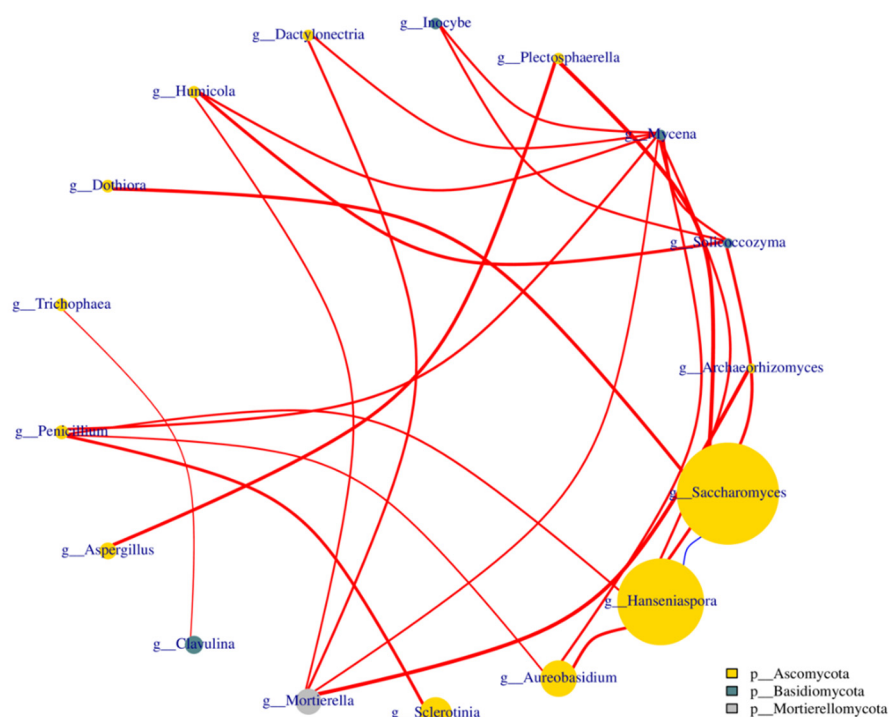 g__Inocybe
g__Dactylonectria
g__Plectosphaerella
g__Humicola
g__Mycena
g__Dothiora
g__Solicoccozyma
g__Trichophaea
g__Archaeorhizomyces
g__Penicillium
g__Saccharomyces
g__Aspergillus
g__Hanseniaspora
g__Clavulina
g__Aureobasidium
g__Mortierella
g__Sclerotinia
p__Ascomycota
p__Basidiomycota
p__Mortierellomycota